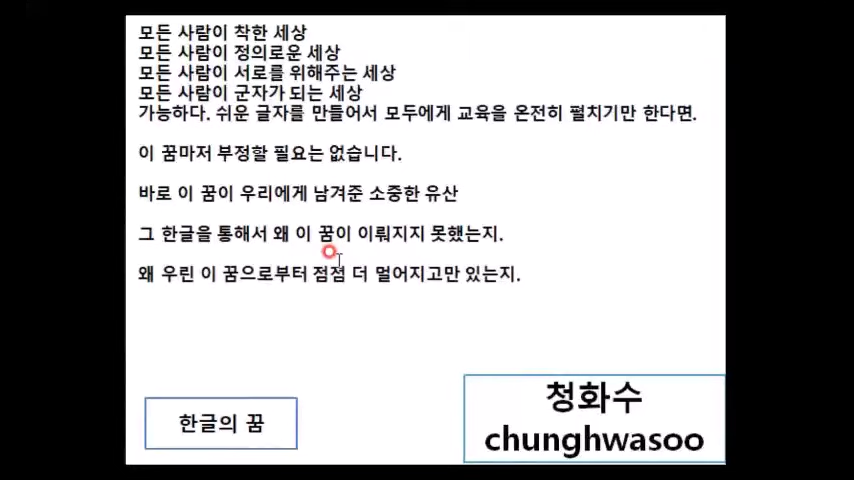 모든 사람이 착한 세상
모든 사람이 정의로운 세상
모든 사람이 서로를 위해주는 세상
모든 사람이 군자가 되는 세상
가능하다. 쉬운 글자를 만들어서 모두에게 교육을 온전히 펼치기만 한다면.
이 꿈마저 부정할 필요는 없습니다.
바로 이 꿈이 우리에게 남겨준 소중한 유산
그 한글을 통해서 왜 이 꿈이 이뤄지지 못했는지.
왜 우린 이 꿈으로부터 점점 더 멀어지고만 있는지.
한글의 꿈
청화수
chunghwasoo